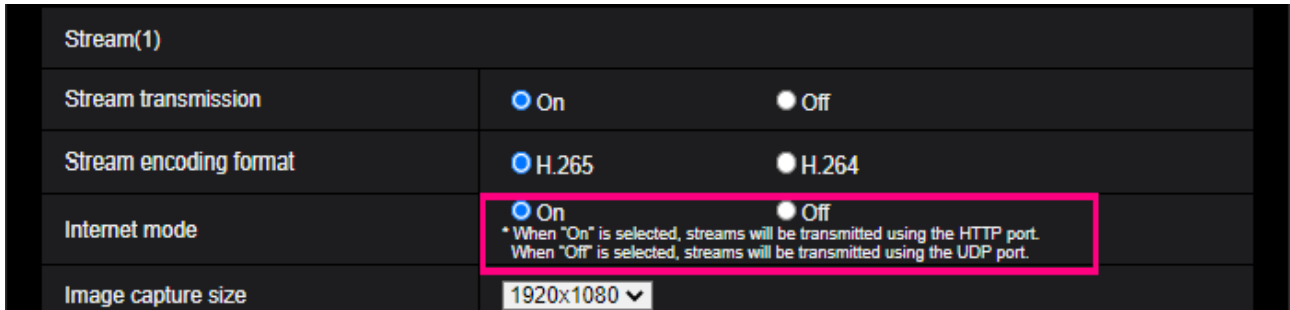 Stream(1)
Stream transmission On Off
Stream encoding format H.265 H.264
Internet mode On Off
* When "On" is selected, streams will be transmitted using the HTTP port.
When "Off" is selected, streams will be transmitted using the UDP port.
Image capture size 1920x1080